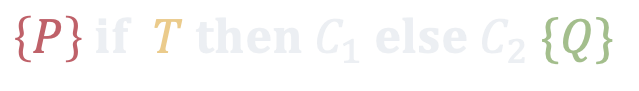 {P} if T then C₁ else C₂ {Q}